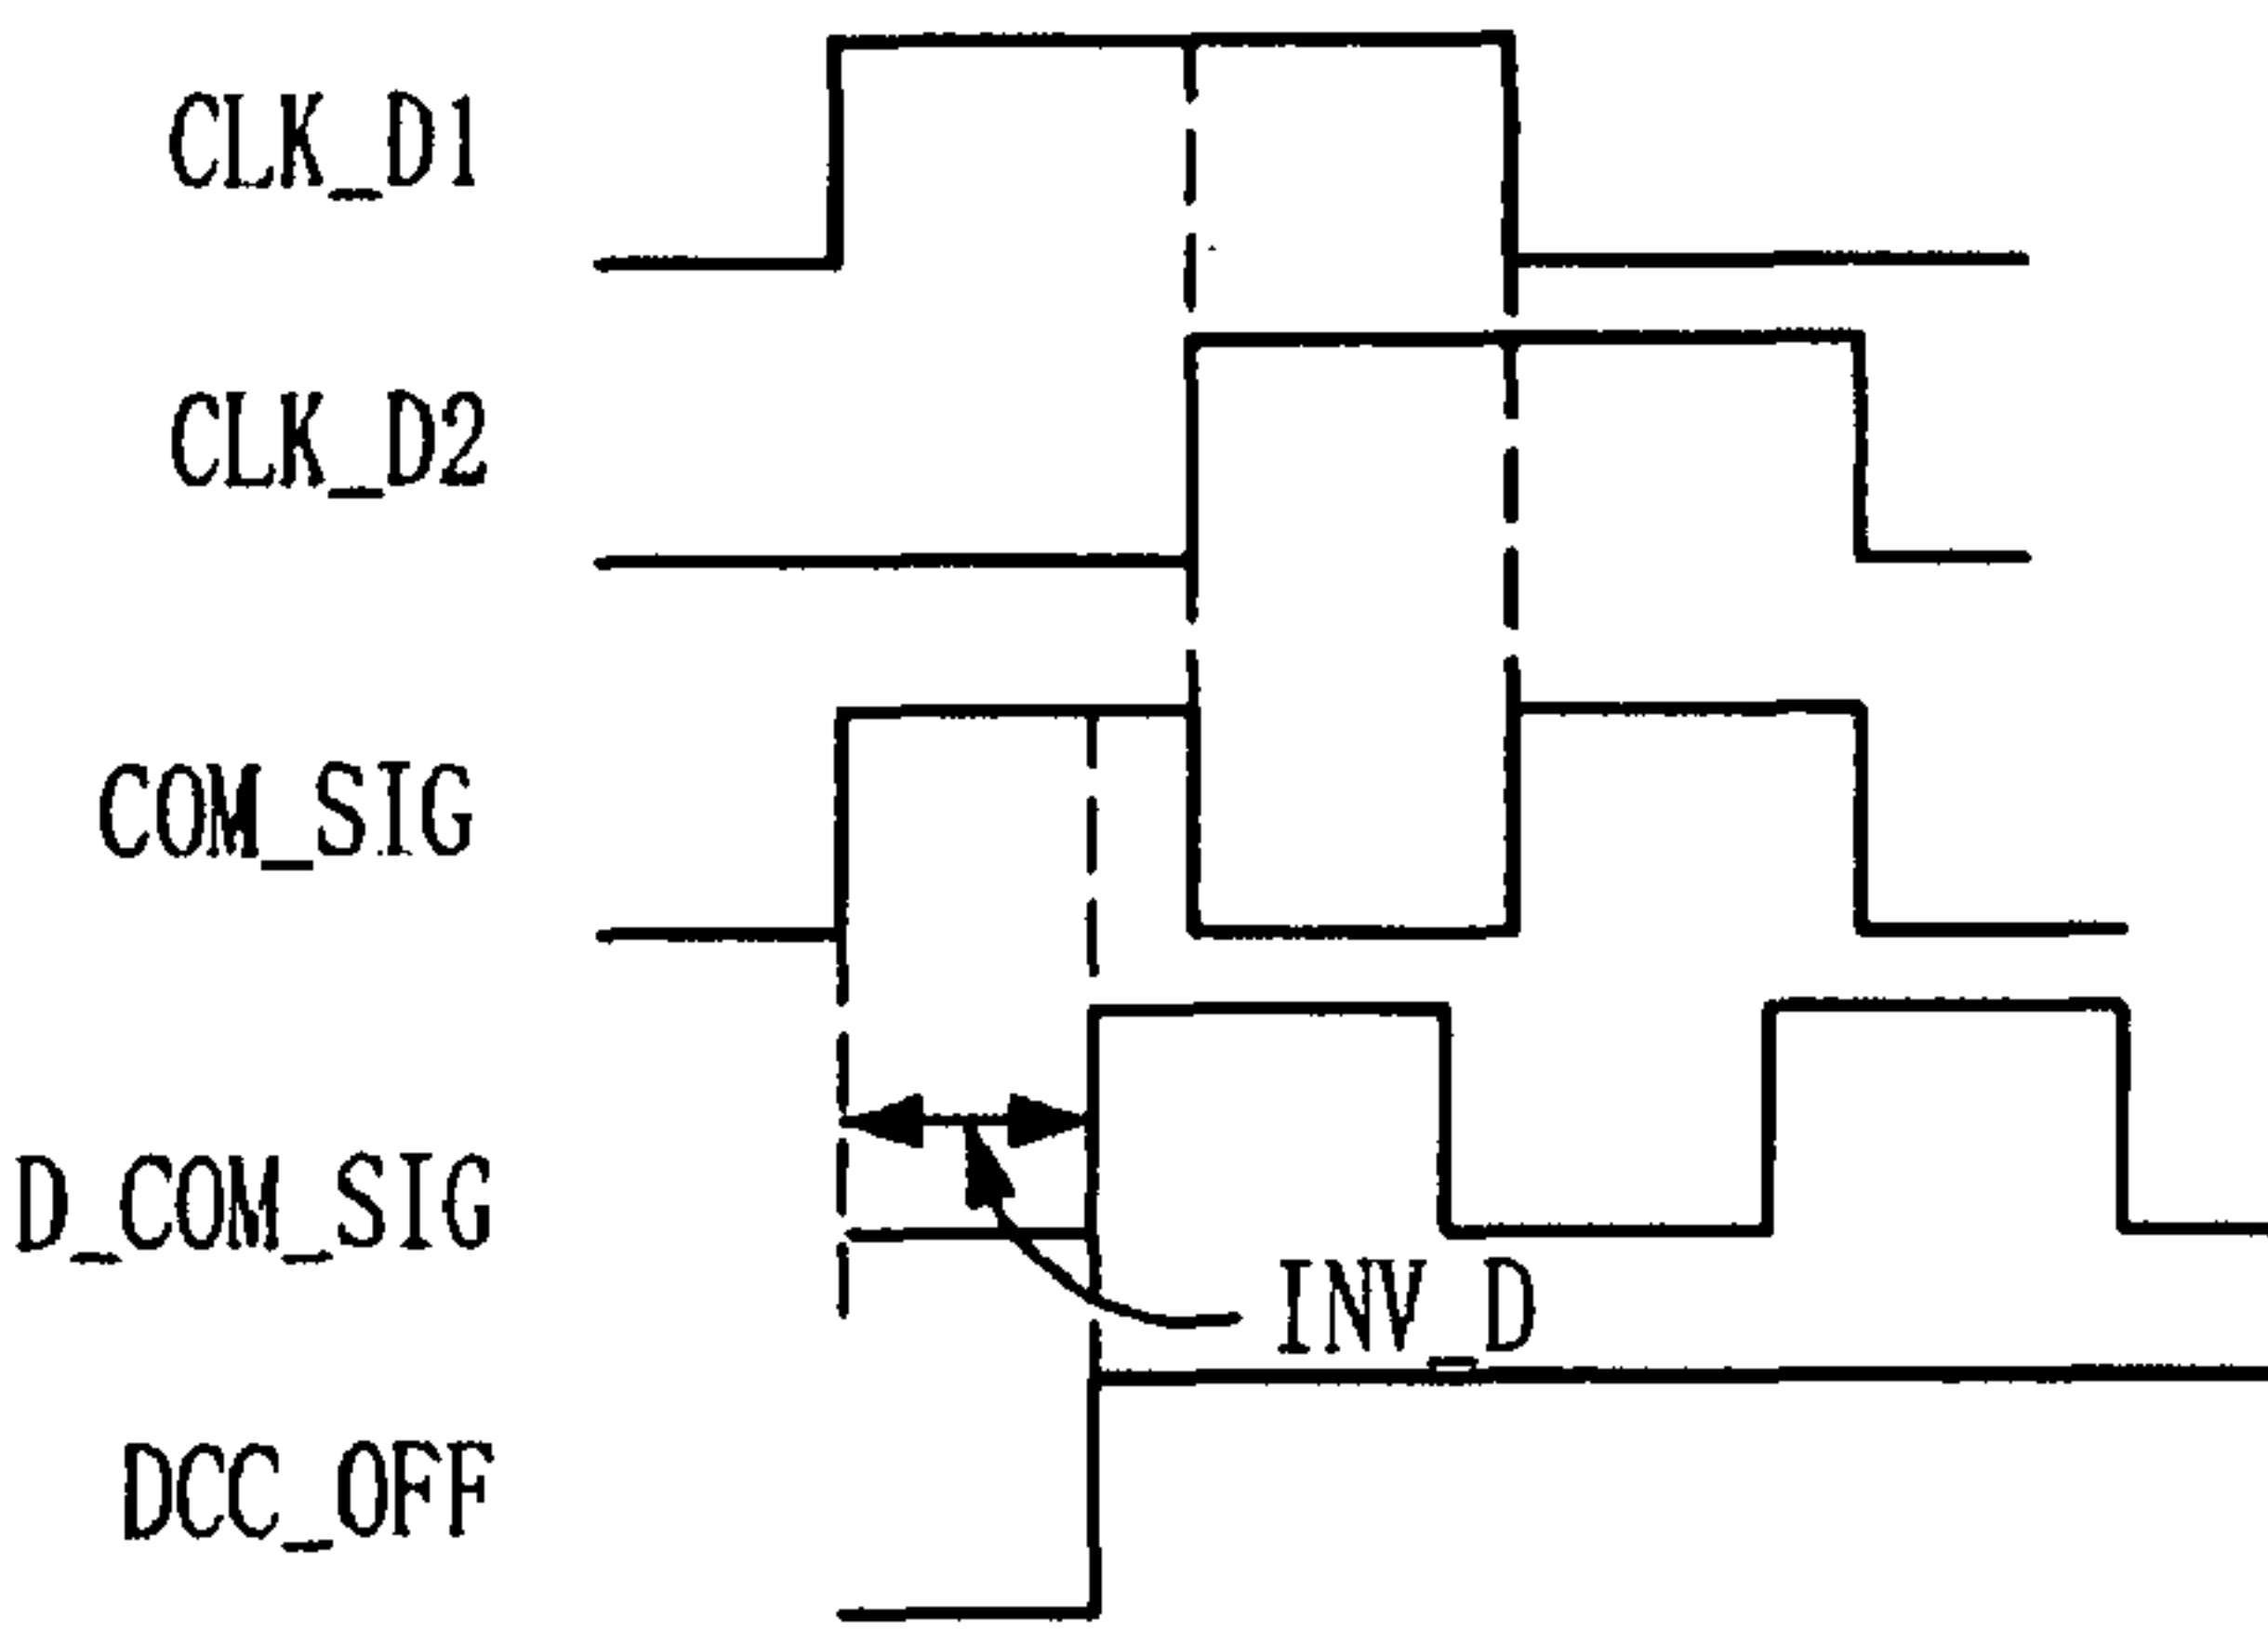 CLK_D1
CLK_D2
COM_SIG
D_COM_SIG
INV_D
DCC_OFF